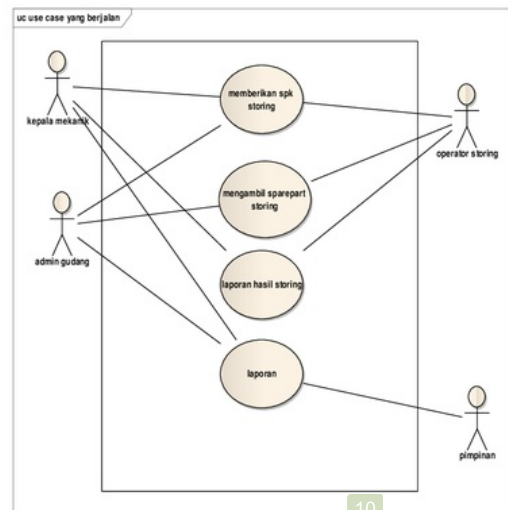 uc use case yang berjalan
kepala mekanik
memberikan spk
storing
operator storing
mengambil sparepart
storing
admin gudang
laporan hasil storing
laporan
pimpinan
10